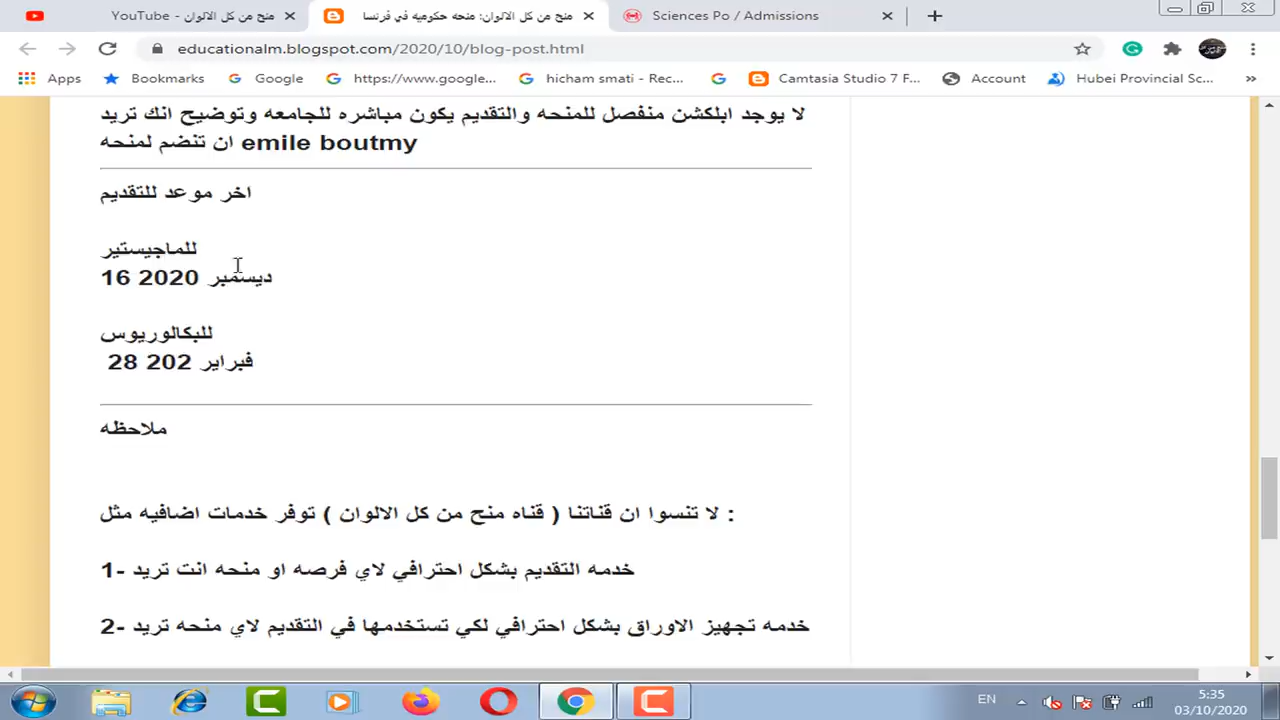 منح من كل الالوان - YouTube
منح من كل الالوان: منحه حكوميه في فرنسا
Sciences Po / Admissions
educationalm.blogspot.com/2020/10/blog-post.html
Apps
Bookmarks
Google
https://www.google...
hicham smati - Rec...
Camtasia Studio 7 F...
Account
Hubei Provincial Sc...
»
لا يوجد ابلكشن منفصل للمنحه والتقديم يكون مباشره للجامعه وتوضيح انك تريد
ان تنضم لمنحه emile boutmy
اخر موعد للتقديم
للماجيستير
16 ديسمبر 2020
للبكالوريوس
28 فبراير 202
ملاحظه
لا تنسوا ان قناتنا ( قناه منح من كل الالوان ) توفر خدمات اضافيه مثل :
1- خدمه التقديم بشكل احترافي لاي فرصه او منحه انت تريد
2- خدمه تجهيز الاوراق بشكل احترافي لكي تستخدمها في التقديم لاي منحه تريد
EN
5:35
03/10/2020